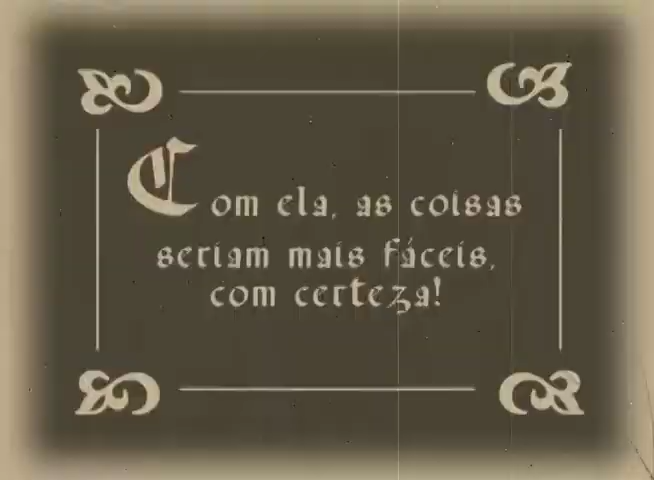 Com ela, as coisas
seriam mais fáceis,
com certeza!